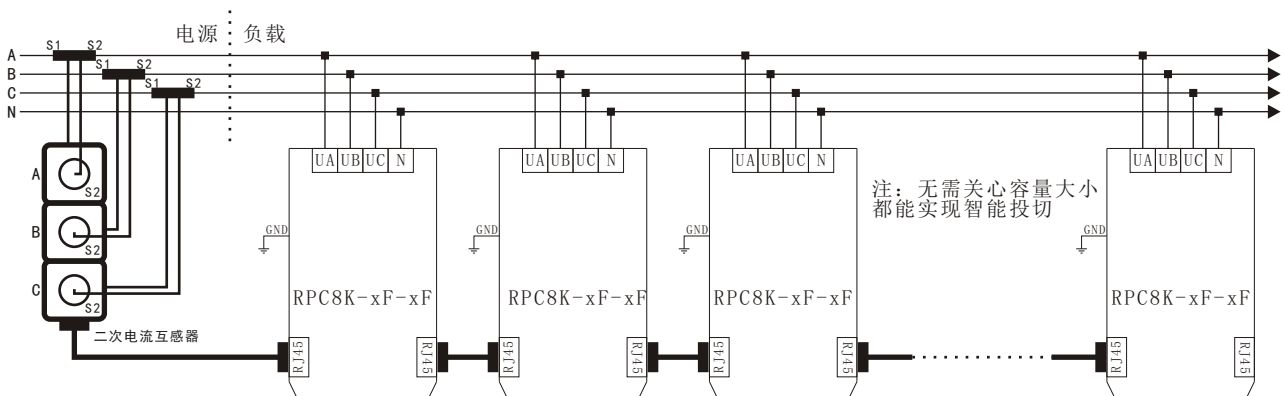 电源 负载
S1 S2
S1 S2
S1 S2
A
B
C
N
A
S2
B
S2
C
S2
二次电流互感器
UA UB UC N
GND
RPC8K-xF-xF
RJ45 RJ45
UA UB UC N
GND
RPC8K-xF-xF
RJ45 RJ45
UA UB UC N
GND
RPC8K-xF-xF
RJ45 RJ45
注：无需关心容量大小
都能实现智能投切
UA UB UC N
GND
RPC8K-xF-xF
RJ45 RJ45